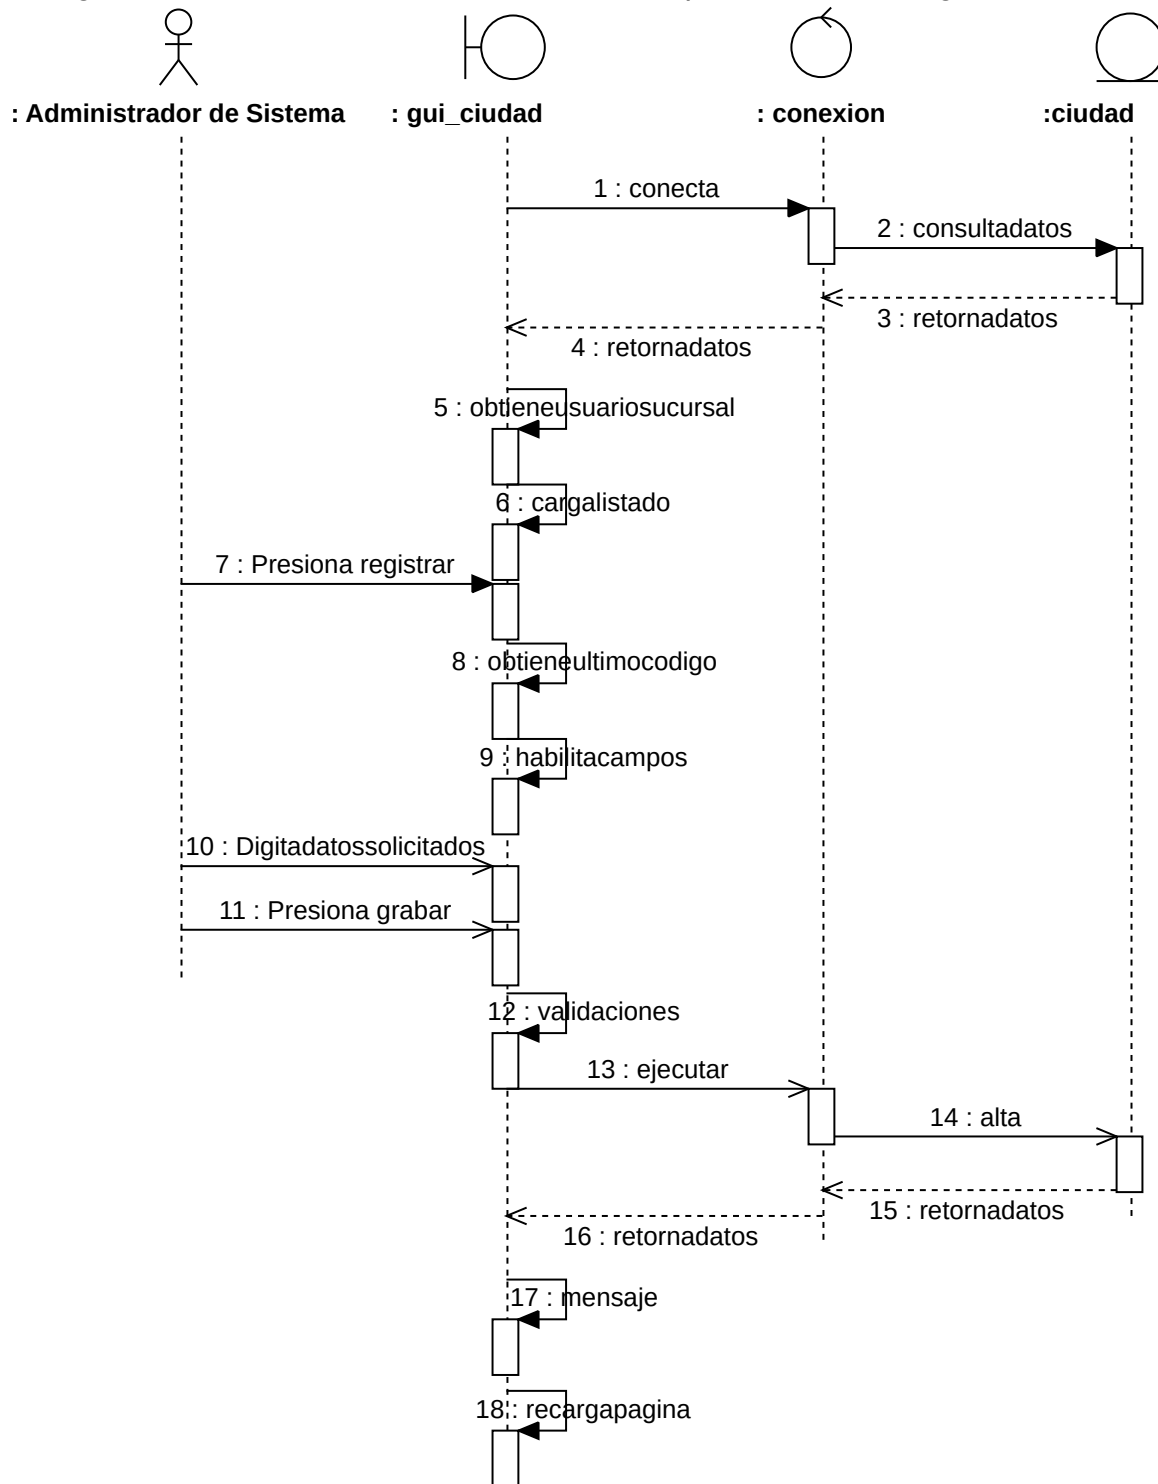 : Administrador de Sistema
: gui_ciudad
: conexion
:ciudad
1 : conecta
2 : consultadatos
3 : retornadatos
4 : retornadatos
5 : obtieneusuariosucursal
6 : cargalistado
7 : Presiona registrar
8 : obtieneultimocodigo
9 : habilitacampos
10 : Digitadatossolicitados
11 : Presiona grabar
12 : validaciones
13 : ejecutar
14 : alta
15 : retornadatos
16 : retornadatos
17 : mensaje
18 : recargapagina